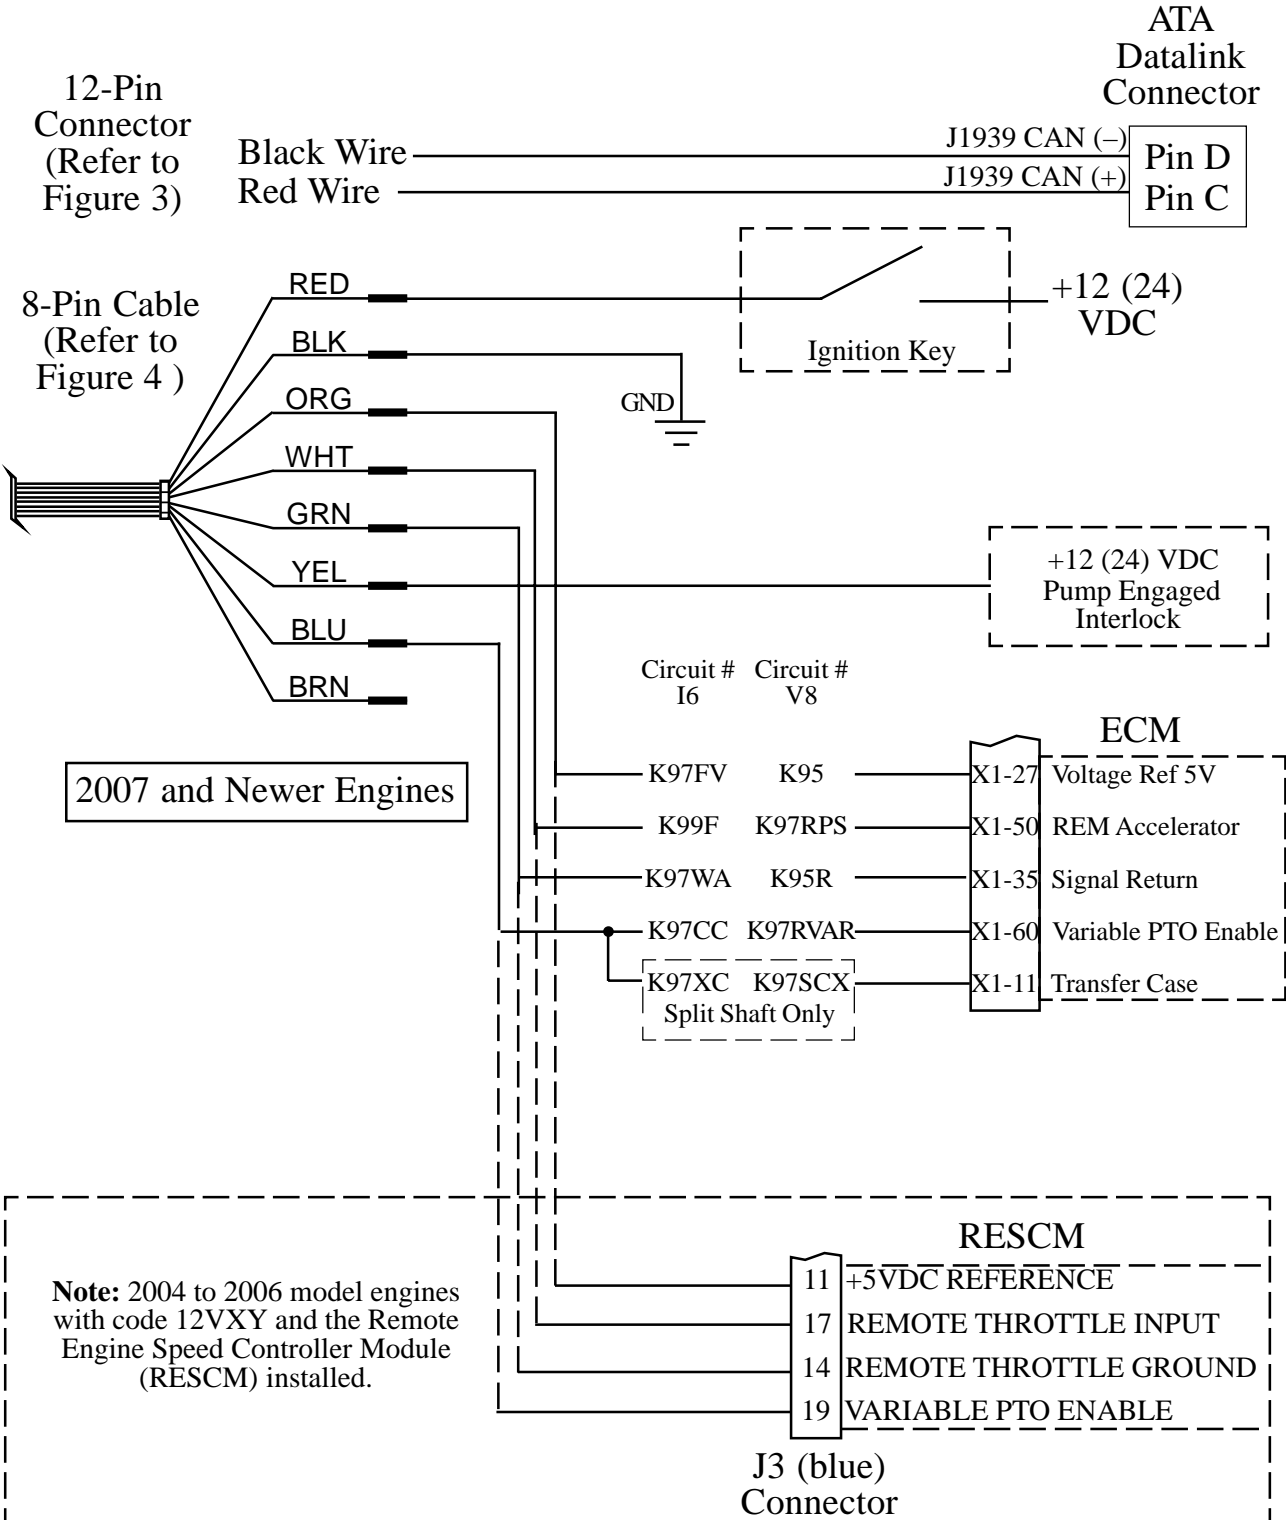 ATA
Datalink
Connector
12-Pin
Connector
(Refer to
Figure 3)
Black Wire
Red Wire
J1939 CAN (–)
J1939 CAN (+)
Pin D
Pin C
8-Pin Cable
(Refer to
Figure 4 )
RED
BLK
ORG
WHT
GRN
YEL
BLU
BRN
Ignition Key
+12 (24)
VDC
GND
+12 (24) VDC
Pump Engaged
Interlock
Circuit # Circuit #
I6 V8
ECM
2007 and Newer Engines
K97FV K95 X1-27 Voltage Ref 5V
K99F K97RPS X1-50 REM Accelerator
K97WA K95R X1-35 Signal Return
K97CC K97RVAR X1-60 Variable PTO Enable
K97XC K97SCX X1-11 Transfer Case
Split Shaft Only
Note: 2004 to 2006 model engines
with code 12VXY and the Remote
Engine Speed Controller Module
(RESCM) installed.
RESCM
11 +5VDC REFERENCE
17 REMOTE THROTTLE INPUT
14 REMOTE THROTTLE GROUND
19 VARIABLE PTO ENABLE
J3 (blue)
Connector